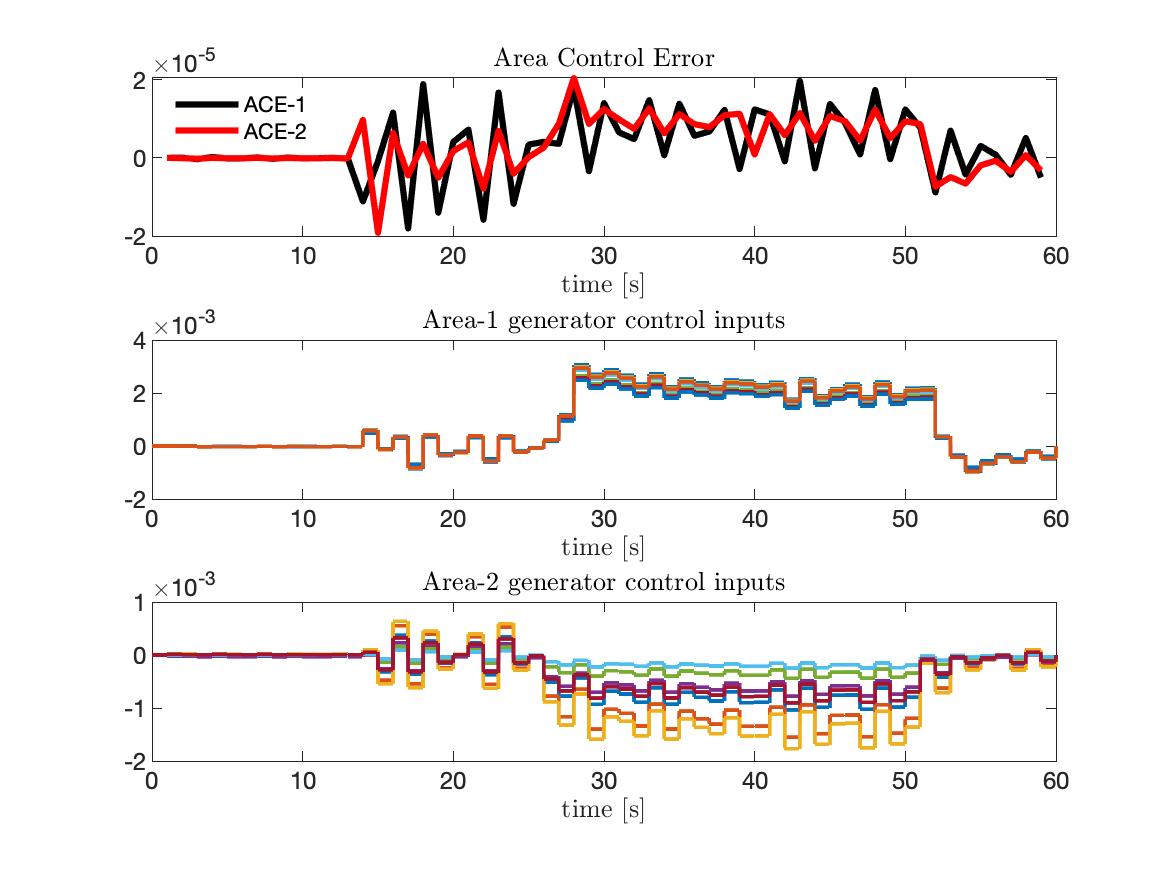 ×10-5
Area Control Error
2
0
-2
ACE-1
ACE-2
0 10 20 30 40 50 60
time [s]
×10-3
Area-1 generator control inputs
4
2
0
-2
0 10 20 30 40 50 60
time [s]
×10-3
Area-2 generator control inputs
1
0
-1
-2
0 10 20 30 40 50 60
time [s]